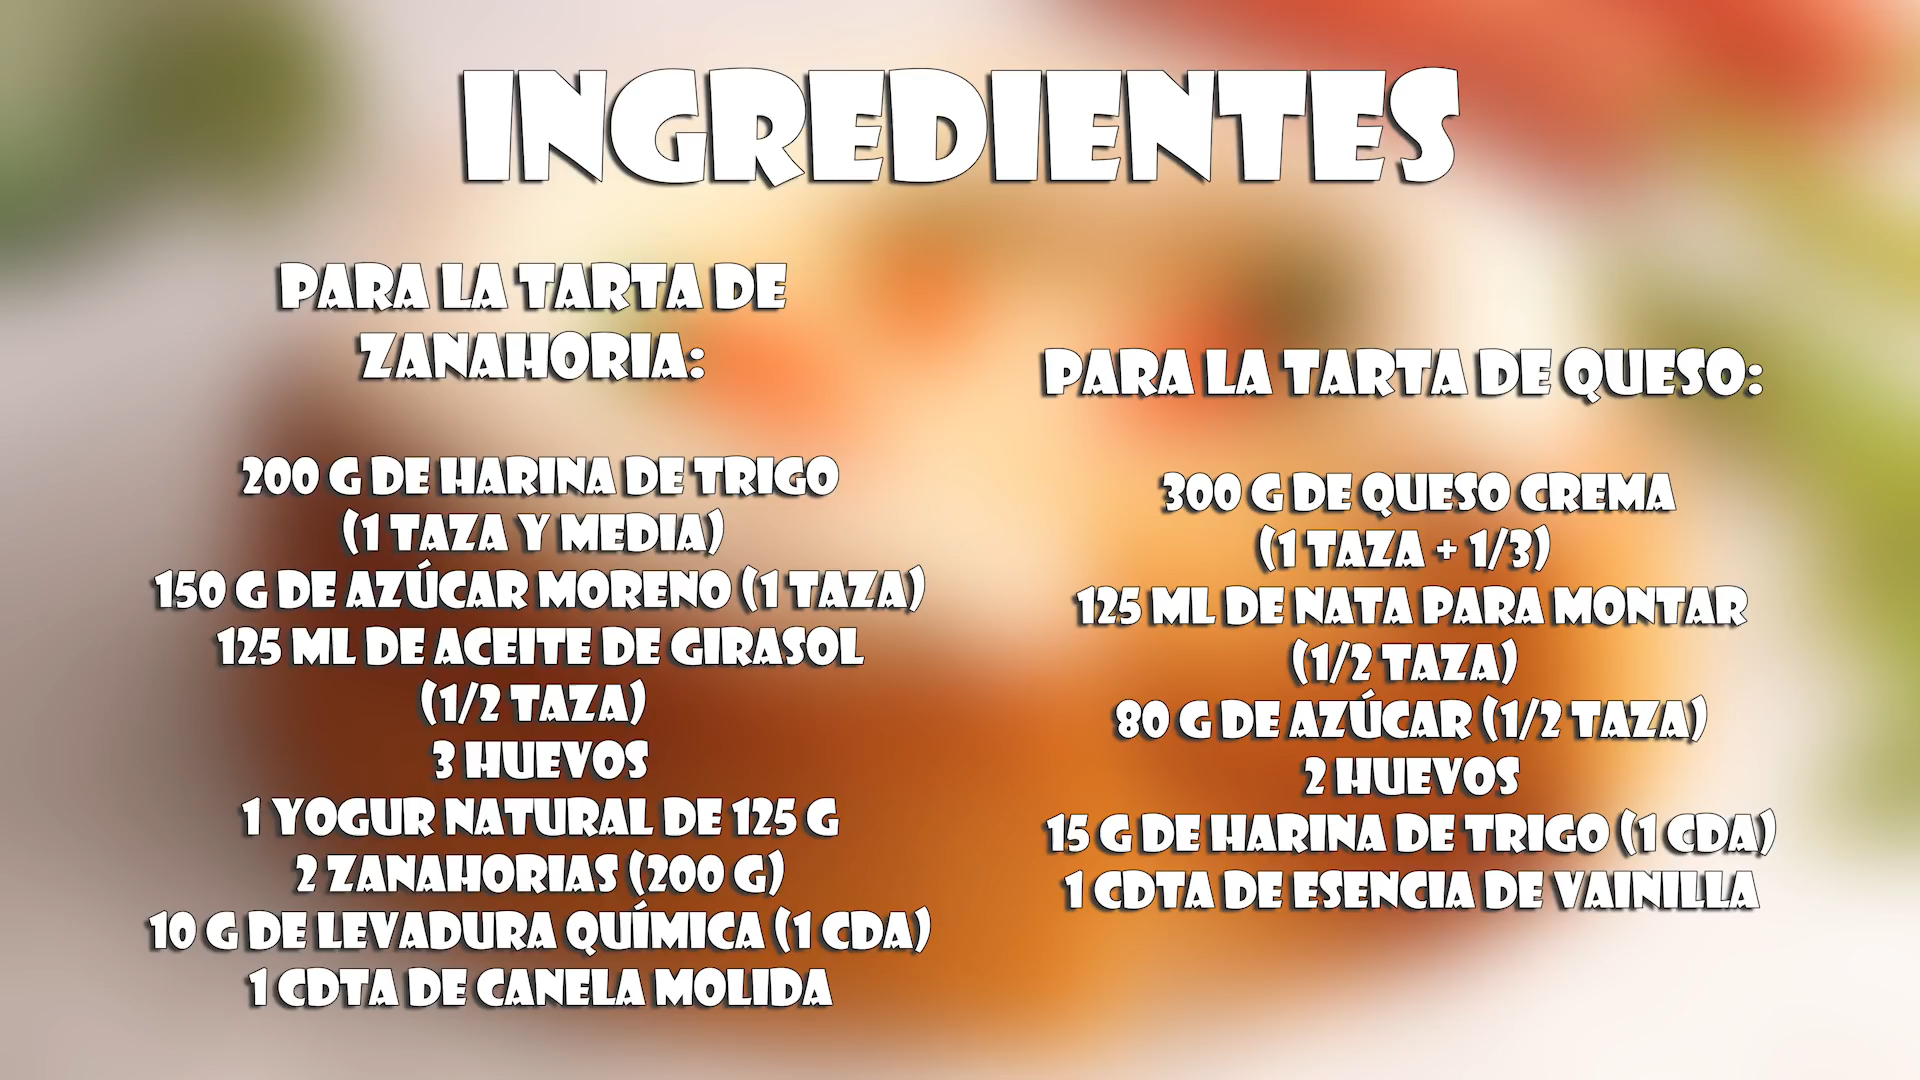 INGREDIENTES
PARA LA TARTA DE
ZANAHORIA:
200 G DE HARINA DE TRIGO
(1 TAZA Y MEDIA)
150 G DE AZÚCAR MORENO (1 TAZA)
125 ML DE ACEITE DE GIRASOL
(1/2 TAZA)
3 HUEVOS
1 YOGUR NATURAL DE 125 G
2 ZANAHORIAS (200 G)
10 G DE LEVADURA QUÍMICA (1 CDA)
1 CDTA DE CANELA MOLIDA
PARA LA TARTA DE QUESO:
300 G DE QUESO CREMA
(1 TAZA + 1/3)
125 ML DE NATA PARA MONTAR
(1/2 TAZA)
80 G DE AZÚCAR (1/2 TAZA)
2 HUEVOS
15 G DE HARINA DE TRIGO (1 CDA)
1 CDTA DE ESENCIA DE VAINILLA